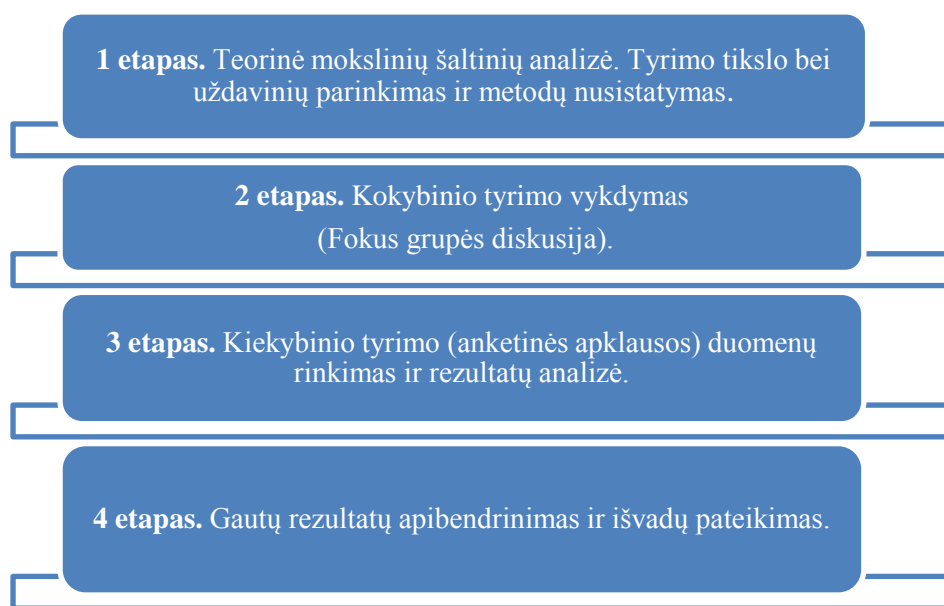 1 etapas. Teorinė mokslinių šaltinių analizė. Tyrimo tikslo bei
uždavinių parinkimas ir metodų nusistatymas.
2 etapas. Kokybinio tyrimo vykdymas
(Fokus grupės diskusija).
3 etapas. Kiekybinio tyrimo (anketinės apklausos) duomenų
rinkimas ir rezultatų analizė.
4 etapas. Gautų rezultatų apibendrinimas ir išvadų pateikimas.